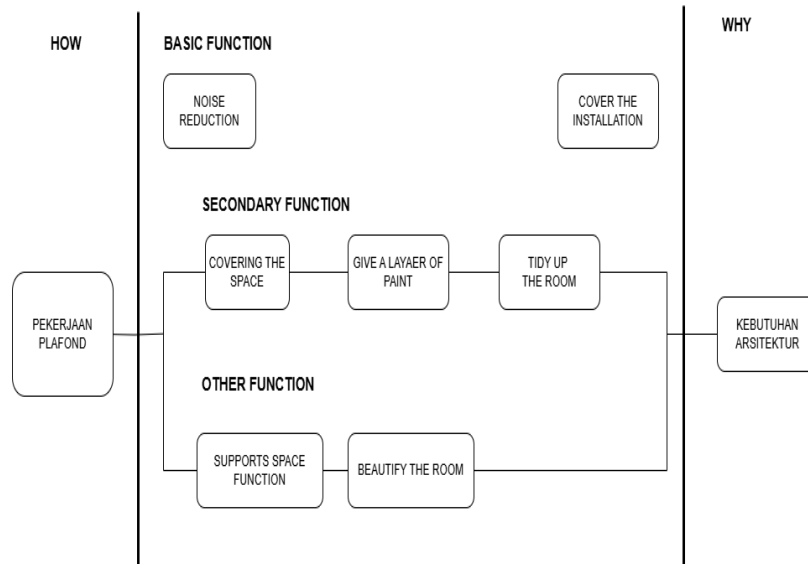 HOW
BASIC FUNCTION
WHY
NOISE
REDUCTION
COVER THE
INSTALLATION
SECONDARY FUNCTION
COVERING THE
SPACE
GIVE A LAYAER OF
PAINT
TIDY UP
THE ROOM
PEKERJAAN
PLAFOND
KEBUTUHAN
ARSITEKTUR
OTHER FUNCTION
SUPPORTS SPACE
FUNCTION
BEAUTIFY THE ROOM